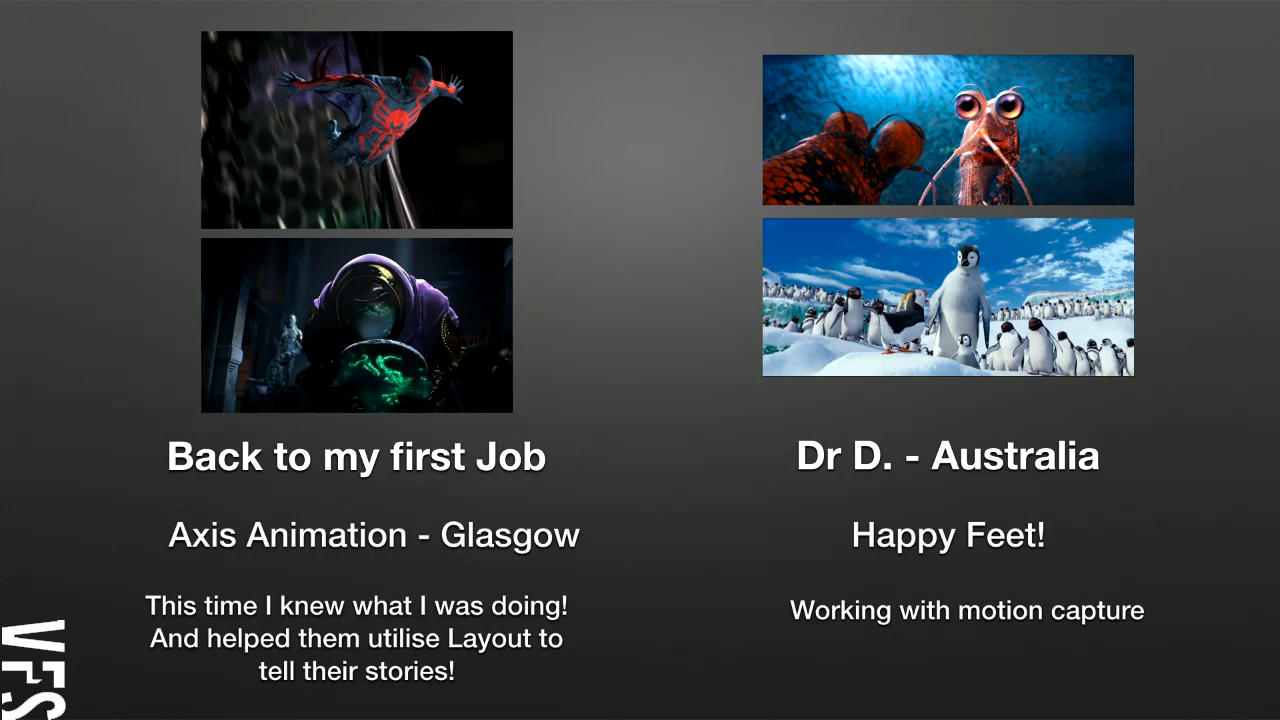 Back to my first Job
Axis Animation - Glasgow
This time I knew what I was doing!
And helped them utilise Layout to
tell their stories!
Dr D. - Australia
Happy Feet!
Working with motion capture
VFS